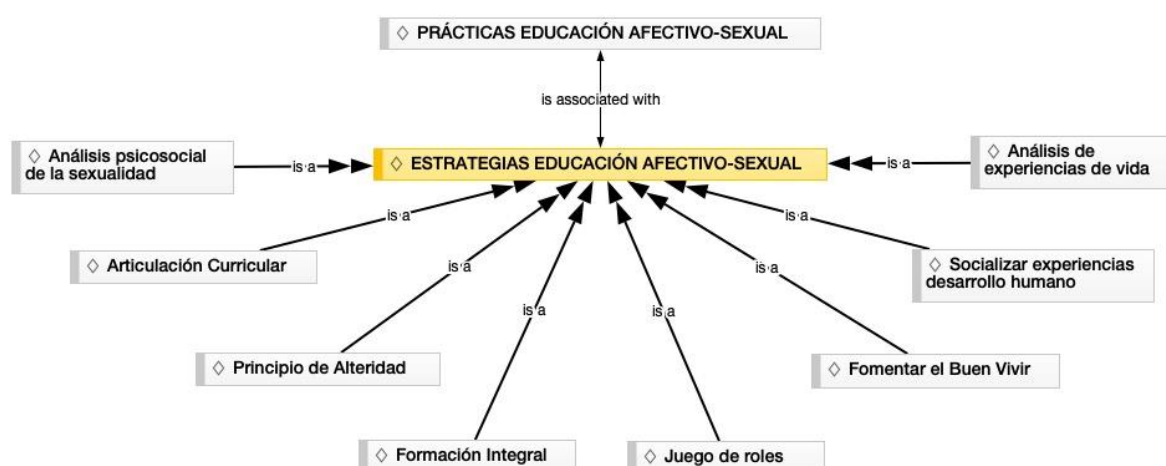 PRÁCTICAS EDUCACIÓN AFECTIVO-SEXUAL
is associated with
Análisis psicosocial
de la sexualidad
is a
ESTRATEGIAS EDUCACIÓN AFECTIVO-SEXUAL
is a
Análisis de
experiencias de vida
is a
is a
Articulación Curricular
is a
is a
Socializar experiencias
desarrollo humano
is a
is a
Principio de Alteridad
Fomentar el Buen Vivir
Formación Integral
Juego de roles